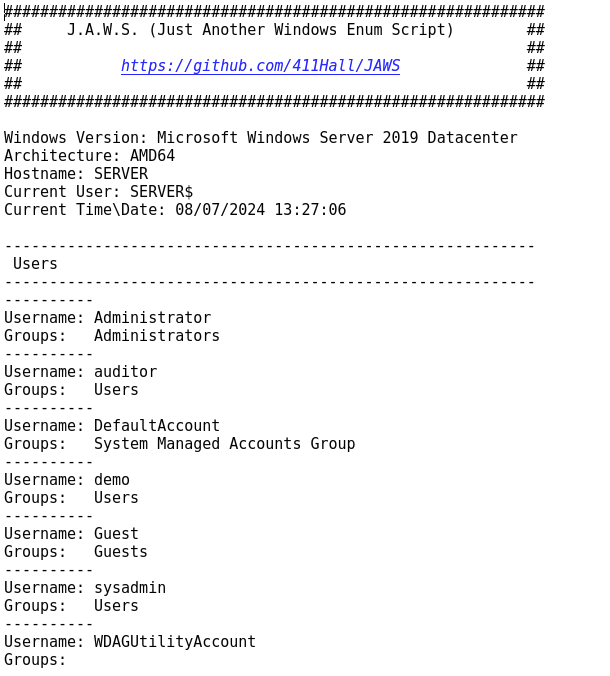 ############################################################
##     J.A.W.S. (Just Another Windows Enum Script)        ##
##                                                        ##
##           https://github.com/411Hall/JAWS              ##
##                                                        ##
############################################################
Windows Version: Microsoft Windows Server 2019 Datacenter
Architecture: AMD64
Hostname: SERVER
Current User: SERVER$
Current Time\Date: 08/07/2024 13:27:06
-----------------------------------------------------------
 Users
-----------------------------------------------------------
----------
Username: Administrator
Groups:   Administrators
----------
Username: auditor
Groups:   Users
----------
Username: DefaultAccount
Groups:   System Managed Accounts Group
----------
Username: demo
Groups:   Users
----------
Username: Guest
Groups:   Guests
----------
Username: sysadmin
Groups:   Users
----------
Username: WDAGUtilityAccount
Groups: